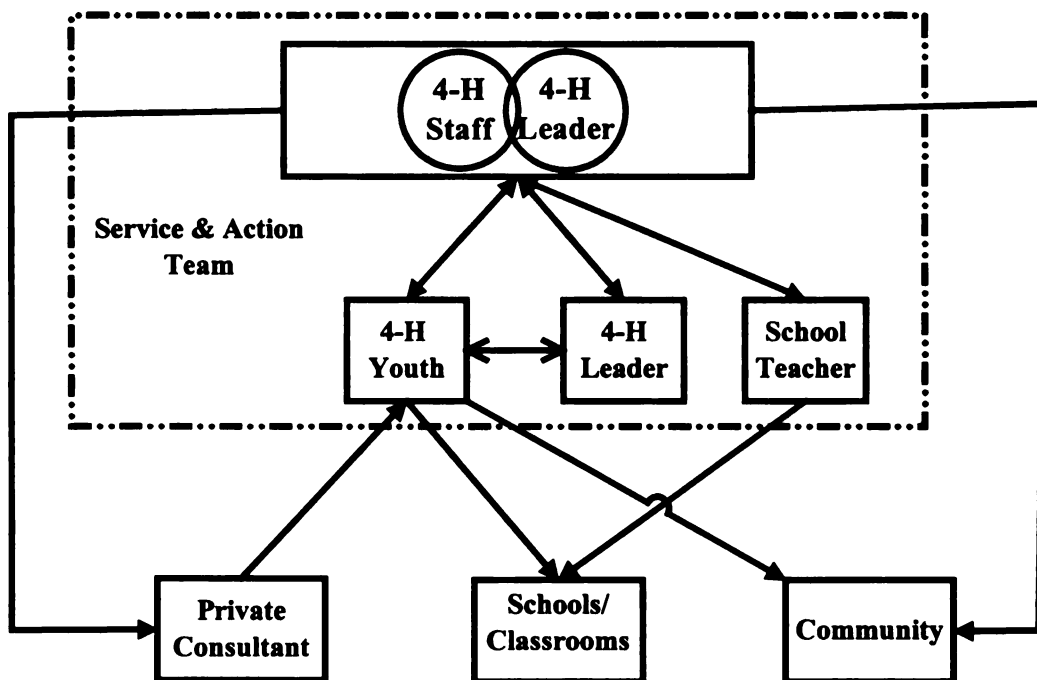 4-H
Staff
4-H
Leader
Service & Action
Team
4-H
Youth
4-H
Leader
School
Teacher
Private
Consultant
Schools/
Classrooms
Community